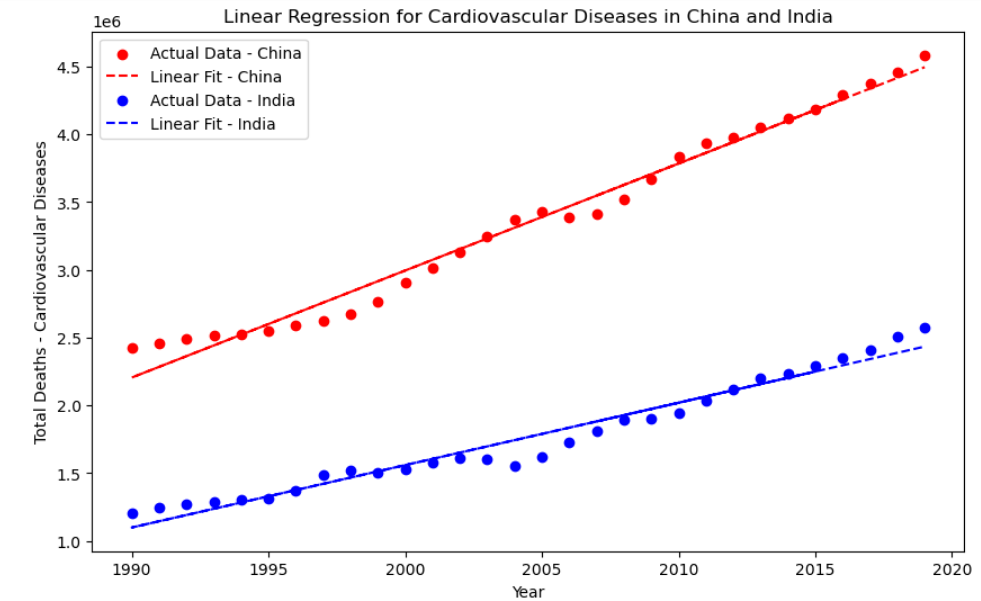 Linear Regression for Cardiovascular Diseases in China and India
1e6
Actual Data - China
Linear Fit - China
Actual Data - India
Linear Fit - India
4.5
4.0
3.5
3.0
2.5
2.0
1.5
1.0
Total Deaths - Cardiovascular Diseases
1990 1995 2000 2005 2010 2015 2020
Year